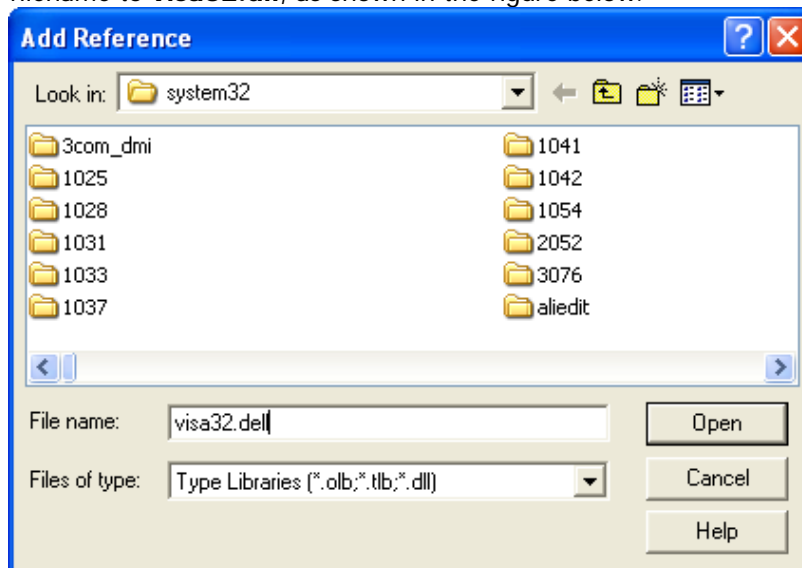 Add Reference
Look in: system32
3com_dmi 1041
1025 1042
1028 1054
1031 2052
1033 3076
1037 aliedit
File name: visa32.dell Open
Files of type: Type Libraries (*.olb;*.tlb;*.dll) Cancel
Help